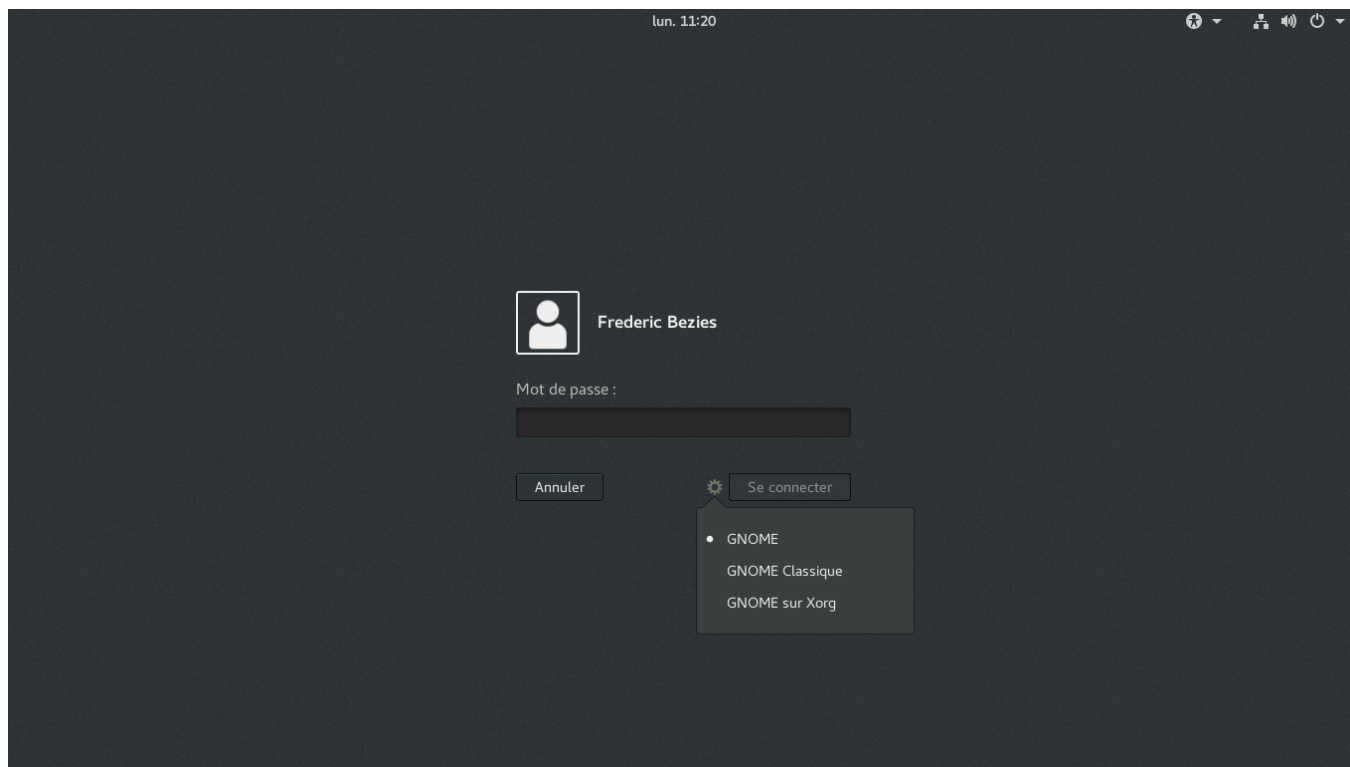 lun. 11:20
Frederic Bezies
Mot de passe :
Annuler
Se connecter
GNOME
GNOME Classique
GNOME sur Xorg